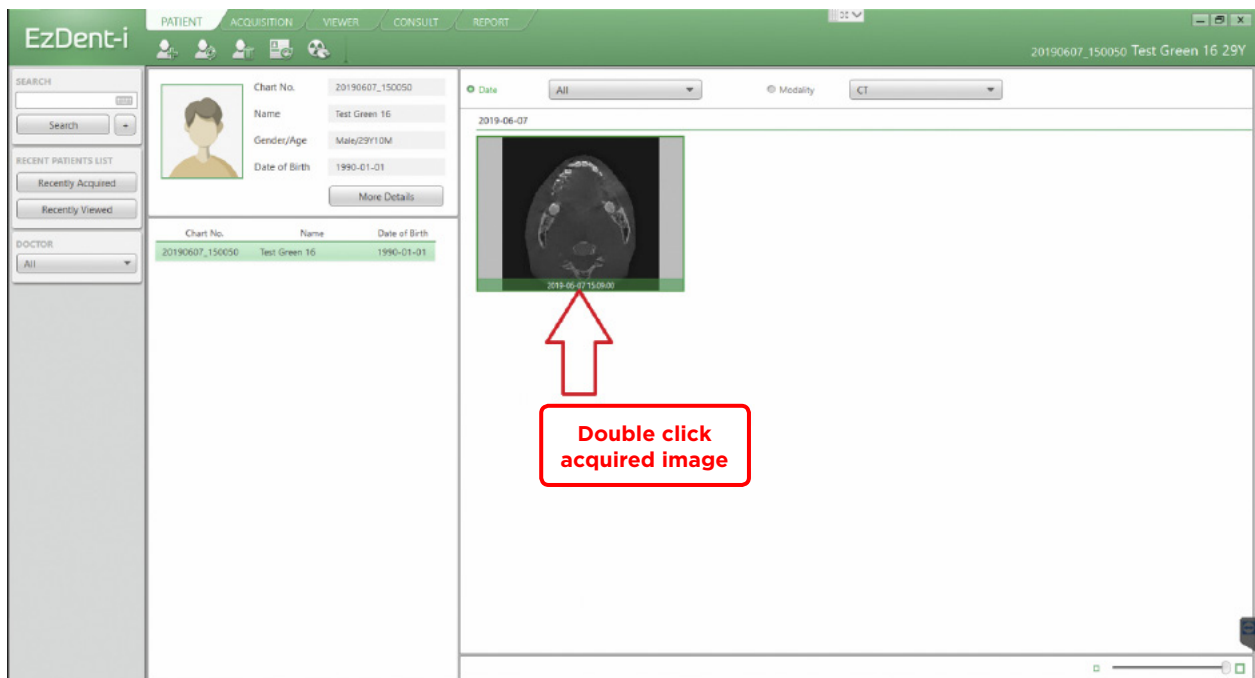 EzDent-i
PATIENT
ACQUISITION
VIEWER
CONSULT
REPORT
20190607_150050 Test Green 16 29Y
SEARCH
Search
RECENT PATIENTS LIST
Recently Acquired
Recently Viewed
DOCTOR
All
Chart No. 20190607_150050
Name Test Green 16
Gender/Age Male/29Y10M
Date of Birth 1990-01-01
More Details
Chart No. Name Date of Birth
20190607_150050 Test Green 16 1990-01-01
Date All Modality CT
2019-06-07
2019-06-07 15:09:00
Double click
acquired image